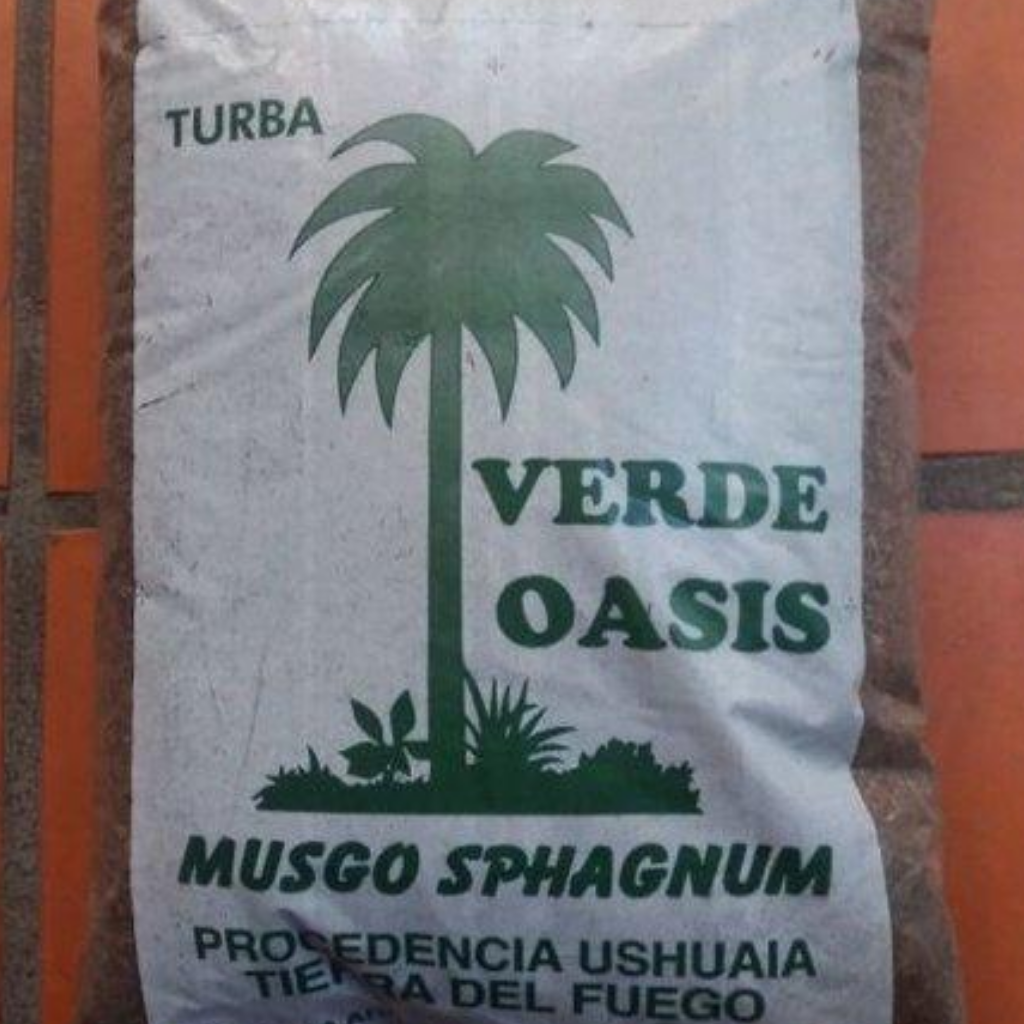 TURBA
VERDE
OASIS
MUSGO SPHAGNUM
PROCEDENCIA USHUAIA
TIERRA DEL FUEGO